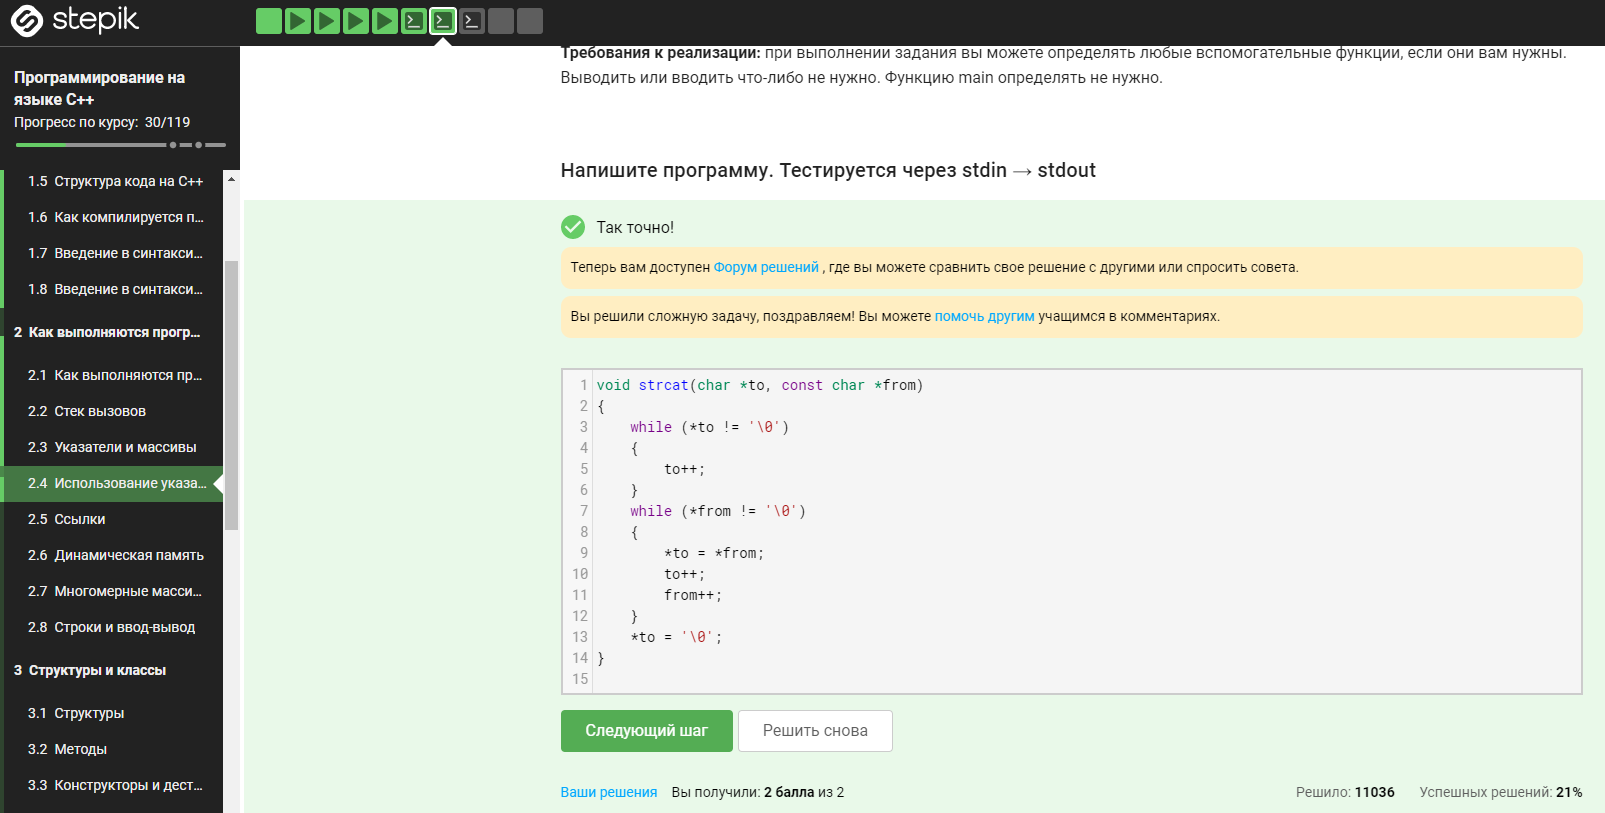 stepik
Программирование на
языке C++
Прогресс по курсу: 30/119
1.5 Структура кода на C++
1.6 Как компилируется п...
1.7 Введение в синтакси...
1.8 Введение в синтакси...
2 Как выполняются прогр...
2.1 Как выполняются пр...
2.2 Стек вызовов
2.3 Указатели и массивы
2.4 Использование указа...
2.5 Ссылки
2.6 Динамическая память
2.7 Многомерные масси...
2.8 Строки и ввод-вывод
3 Структуры и классы
3.1 Структуры
3.2 Методы
3.3 Конструкторы и дест...
Требования к реализации: при выполнении задания вы можете определять любые вспомогательные функции, если они вам нужны.
Выводить или вводить что-либо не нужно. Функцию main определять не нужно.
Напишите программу. Тестируется через stdin → stdout
Так точно!
Теперь вам доступен Форум решений , где вы можете сравнить свое решение с другими или спросить совета.
Вы решили сложную задачу, поздравляем! Вы можете помочь другим учащимся в комментариях.
1 void strcat(char *to, const char *from)
2 {
3     while (*to != '\0')
4     {
5         to++;
6     }
7     while (*from != '\0')
8     {
9         *to = *from;
10         to++;
11         from++;
12     }
13     *to = '\0';
14 }
15
Следующий шаг Решить снова
Ваши решения Вы получили: 2 балла из 2 Решило: 11036 Успешных решений: 21%